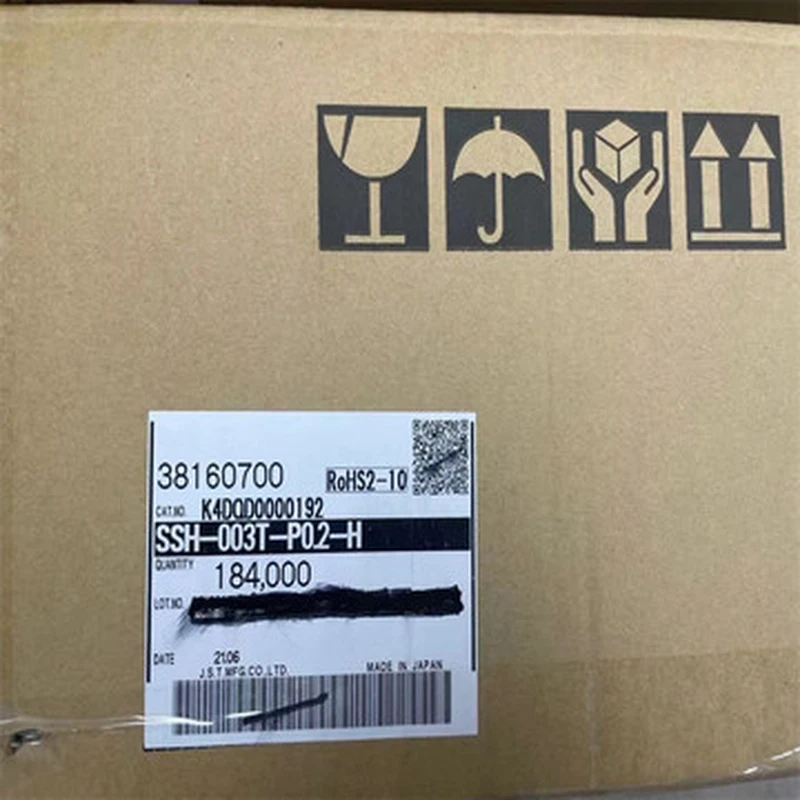 38160700 RoHS2-10
CAT.NO. K4DQD0000192
SSH-003T-P0.2-H
QUANTITY 184,000
LOT.NO.
DATE 21.06
J.S.T.MFG.CO.,LTD. MADE IN JAPAN